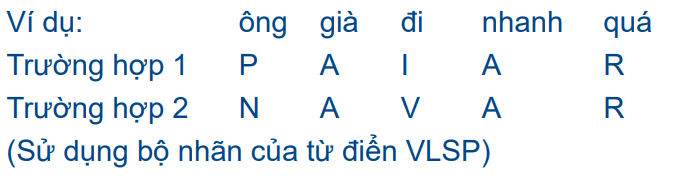 Ví dụ: ông già đi nhanh quá
Trường hợp 1 P A I A R
Trường hợp 2 N A V A R
(Sử dụng bộ nhãn của từ điển VLSP)